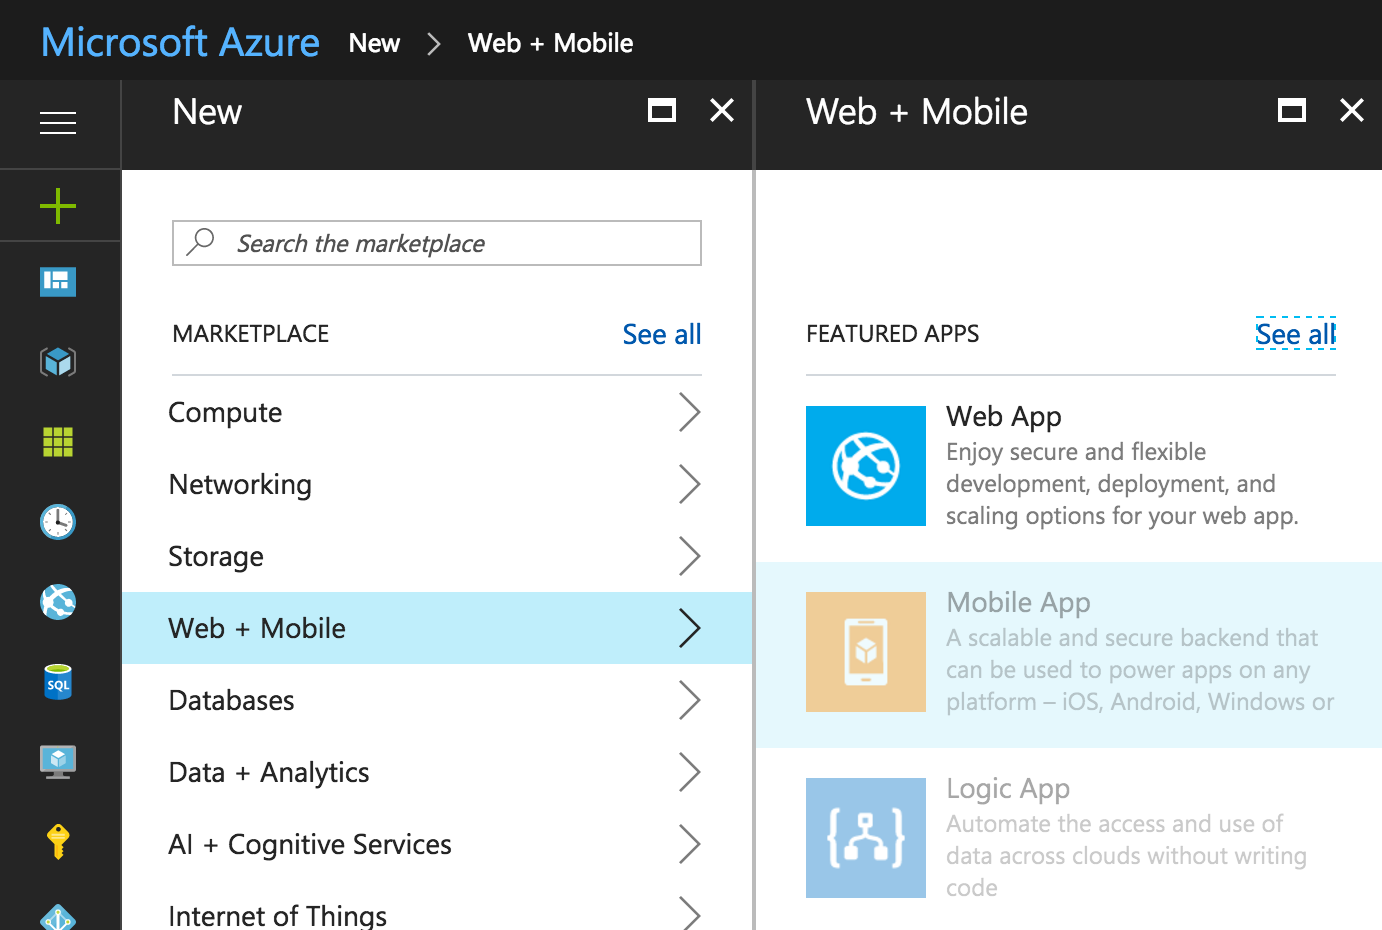 Microsoft Azure New Web + Mobile
New
Search the marketplace
MARKETPLACE See all
Compute
Networking
Storage
Web + Mobile
Databases
Data + Analytics
AI + Cognitive Services
Internet of Things
Web + Mobile
FEATURED APPS See all
Web App
Enjoy secure and flexible
development, deployment, and
scaling options for your web app.
Mobile App
A scalable and secure backend that
can be used to power apps on any
platform – iOS, Android, Windows or
Logic App
Automate the access and use of
data across clouds without writing
code
SQL